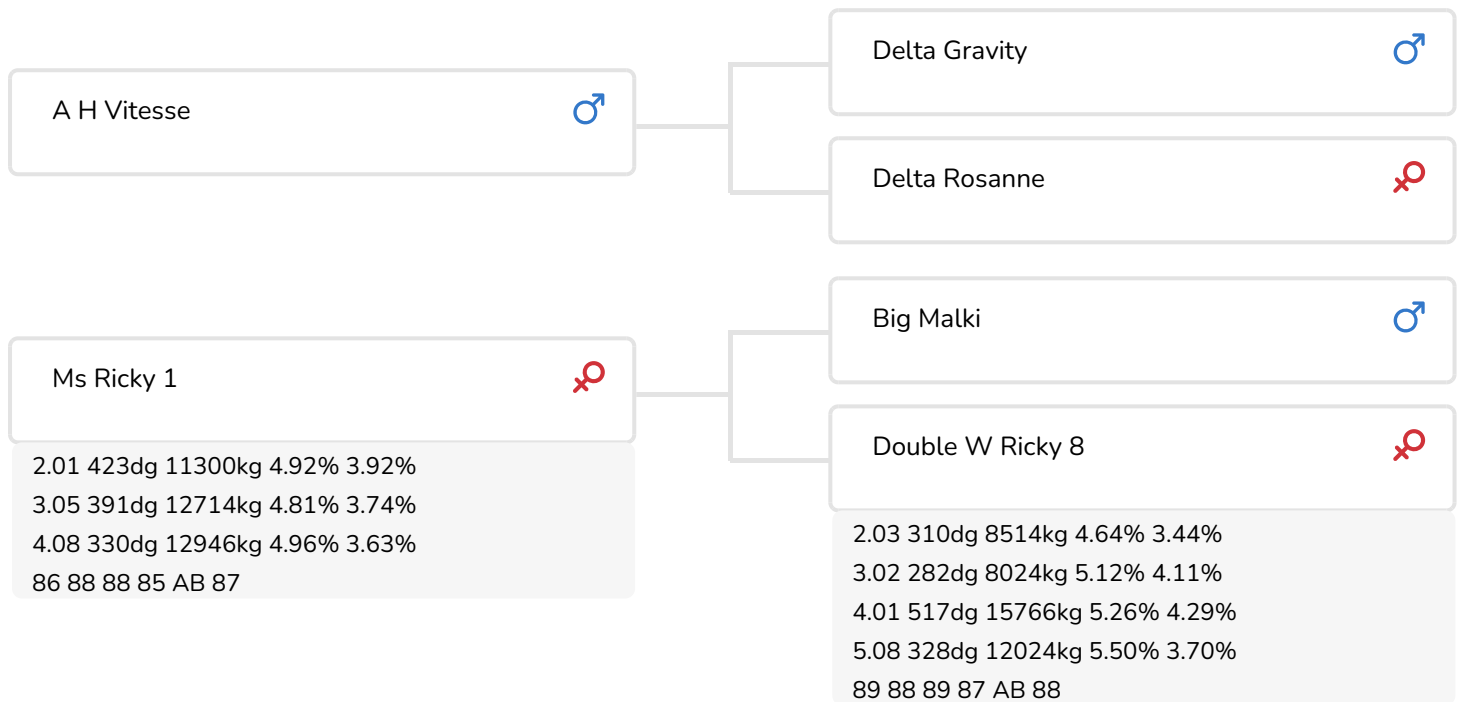 A H Vitesse
Delta Gravity
Delta Rosanne
Ms Ricky 1
2.01 423dg 11300kg 4.92% 3.92%
3.05 391dg 12714kg 4.81% 3.74%
4.08 330dg 12946kg 4.96% 3.63%
86 88 88 85 AB 87
Big Malki
Double W Ricky 8
2.03 310dg 8514kg 4.64% 3.44%
3.02 282dg 8024kg 5.12% 4.11%
4.01 517dg 15766kg 5.26% 4.29%
5.08 328dg 12024kg 5.50% 3.70%
89 88 89 87 AB 88